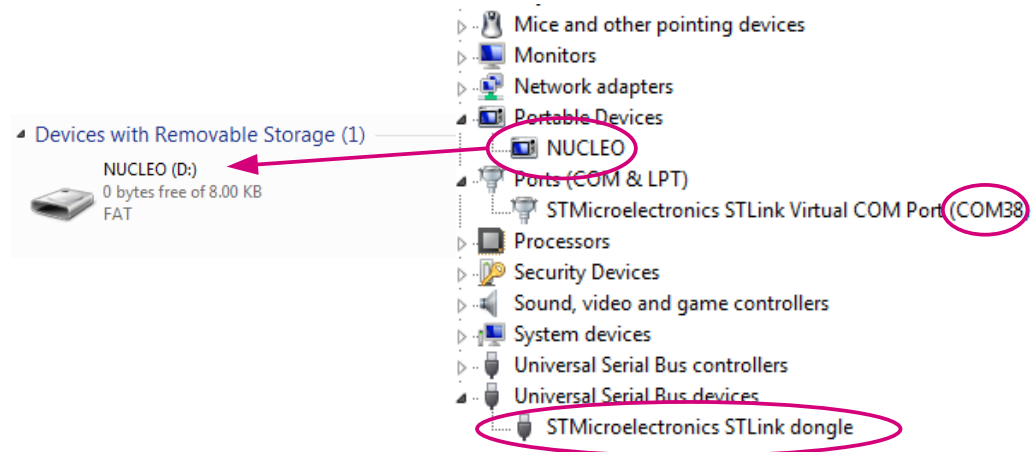 Devices with Removable Storage (1)
NUCLEO (D:)
0 bytes free of 8.00 KB
FAT
Mice and other pointing devices
Monitors
Network adapters
Portable Devices
NUCLEO
Ports (COM & LPT)
STMicroelectronics STLink Virtual COM Port (COM38)
Processors
Security Devices
Sound, video and game controllers
System devices
Universal Serial Bus controllers
Universal Serial Bus devices
STMicroelectronics STLink dongle